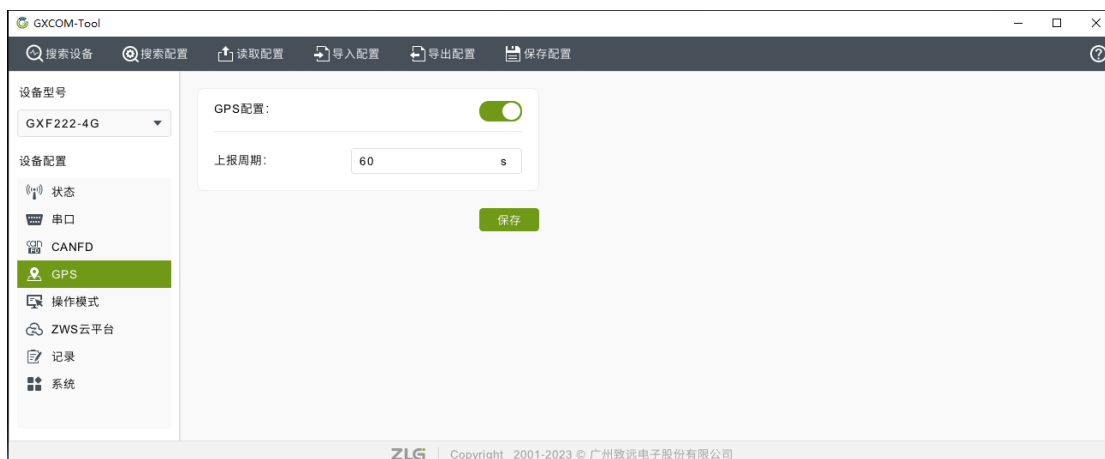 GXCOM-Tool
搜索设备 搜索配置 读取配置 导入配置 导出配置 保存配置
设备型号
GXF222-4G
设备配置
状态
串口
CANFD
GPS
操作模式
ZWS云平台
记录
系统
GPS配置:
上报周期: 60 s
保存
ZLG | Copyright 2001-2023 © 广州致远电子股份有限公司